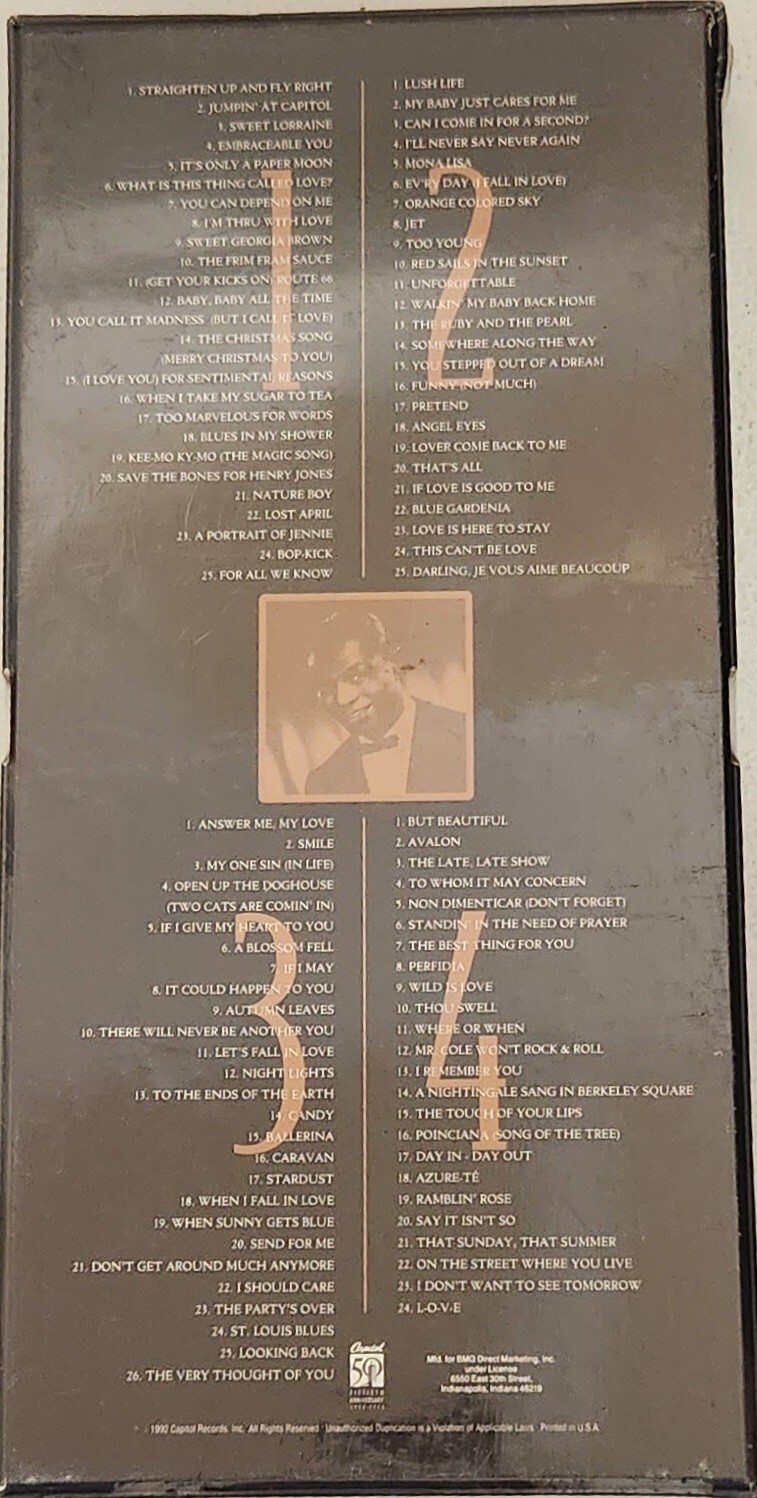 1. STRAIGHTEN UP AND FLY RIGHT
2. JUMPIN' AT CAPITOL
3. SWEET LORRAINE
4. EMBRACEABLE YOU
5. IT'S ONLY A PAPER MOON
6. WHAT IS THIS THING CALLED LOVE?
7. YOU CAN DEPEND ON ME
8. I'M THRU WITH LOVE
9. SWEET GEORGIA BROWN
10. THE FRIM FRAM SAUCE
11. (GET YOUR KICKS ON) ROUTE 66
12. BABY, BABY ALL THE TIME
13. YOU CALL IT MADNESS (BUT I CALL IT LOVE)
14. THE CHRISTMAS SONG
(MERRY CHRISTMAS TO YOU)
15. (I LOVE YOU) FOR SENTIMENTAL REASONS
16. WHEN I TAKE MY SUGAR TO TEA
17. TOO MARVELOUS FOR WORDS
18. BLUES IN MY SHOWER
19. KEE-MO KY-MO (THE MAGIC SONG)
20. SAVE THE BONES FOR HENRY JONES
21. NATURE BOY
22. LOST APRIL
23. A PORTRAIT OF JENNIE
24. BOP-KICK
25. FOR ALL WE KNOW
1
1. LUSH LIFE
2. MY BABY JUST CARES FOR ME
3. CAN I COME IN FOR A SECOND?
4. I'LL NEVER SAY NEVER AGAIN
5. MONA LISA
6. EV'RY DAY (I FALL IN LOVE)
7. ORANGE COLORED SKY
8. JET
9. TOO YOUNG
10. RED SAILS IN THE SUNSET
11. UNFORGETTABLE
12. WALKIN' MY BABY BACK HOME
13. THE RUBY AND THE PEARL
14. SOMEWHERE ALONG THE WAY
15. YOU STEPPED OUT OF A DREAM
16. FUNNY (NOT MUCH)
17. PRETEND
18. ANGEL EYES
19. LOVER COME BACK TO ME
20. THAT'S ALL
21. IF LOVE IS GOOD TO ME
22. BLUE GARDENIA
23. LOVE IS HERE TO STAY
24. THIS CAN'T BE LOVE
25. DARLING, JE VOUS AIME BEAUCOUP
2
1. ANSWER ME, MY LOVE
2. SMILE
3. MY ONE SIN (IN LIFE)
4. OPEN UP THE DOGHOUSE
(TWO CATS ARE COMIN' IN)
5. IF I GIVE MY HEART TO YOU
6. A BLOSSOM FELL
7. IF I MAY
8. IT COULD HAPPEN TO YOU
9. AUTUMN LEAVES
10. THERE WILL NEVER BE ANOTHER YOU
11. LET'S FALL IN LOVE
12. NIGHT LIGHTS
13. TO THE ENDS OF THE EARTH
14. CANDY
15. BALLERINA
16. CARAVAN
17. STARDUST
18. WHEN I FALL IN LOVE
19. WHEN SUNNY GETS BLUE
20. SEND FOR ME
21. DON'T GET AROUND MUCH ANYMORE
22. I SHOULD CARE
23. THE PARTY'S OVER
24. ST. LOUIS BLUES
25. LOOKING BACK
26. THE VERY THOUGHT OF YOU
3
1. BUT BEAUTIFUL
2. AVALON
3. THE LATE, LATE SHOW
4. TO WHOM IT MAY CONCERN
5. NON DIMENTICAR (DON'T FORGET)
6. STANDIN' IN THE NEED OF PRAYER
7. THE BEST THING FOR YOU
8. PERFIDIA
9. WILD IS LOVE
10. THOU SWELL
11. WHERE OR WHEN
12. MR. COLE WON'T ROCK & ROLL
13. I REMEMBER YOU
14. A NIGHTINGALE SANG IN BERKELEY SQUARE
15. THE TOUCH OF YOUR LIPS
16. POINCIANA (SONG OF THE TREE)
17. DAY IN - DAY OUT
18. AZURE-TÉ
19. RAMBLIN' ROSE
20. SAY IT ISN'T SO
21. THAT SUNDAY, THAT SUMMER
22. ON THE STREET WHERE YOU LIVE
23. I DON'T WANT TO SEE TOMORROW
24. L-O-V-E
4
Capitol
50
FIFTIETH
ANNIVERSARY
1942-1992
Mfd. for BMG Direct Marketing, Inc.
under License
6550 East 30th Street,
Indianapolis, Indiana 46219
1992 Capitol Records, Inc. All Rights Reserved. Unauthorized Duplication is a Violation of Applicable Laws. Printed in U.S.A.